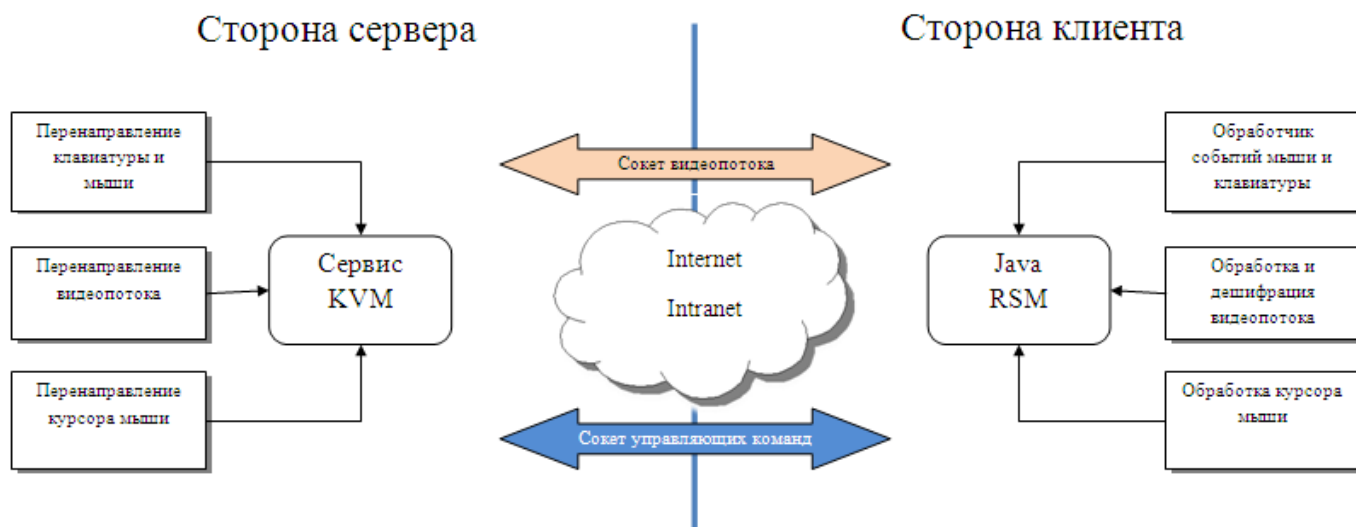 Сторона сервера
Сторона клиента
Перенаправление
клавиатуры и
мыши
Перенаправление
видеопотока
Перенаправление
курсора мыши
Сервис
KVM
Сокет видеопотока
Internet
Intranet
Сокет управляющих команд
Java
RSM
Обработчик
событий мыши и
клавиатуры
Обработка и
дешифрация
видеопотока
Обработка курсора
мыши